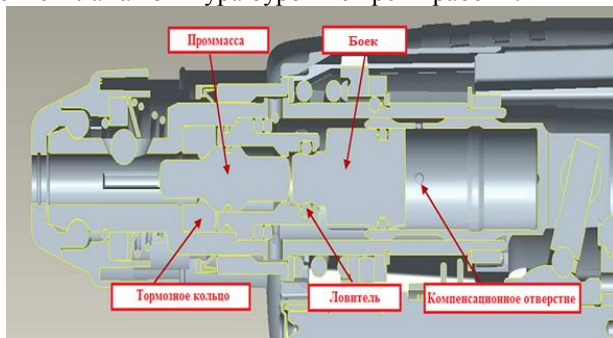 Проммасса
Боек
Тормозное кольцо
Ловитель
Компенсационное отверстие